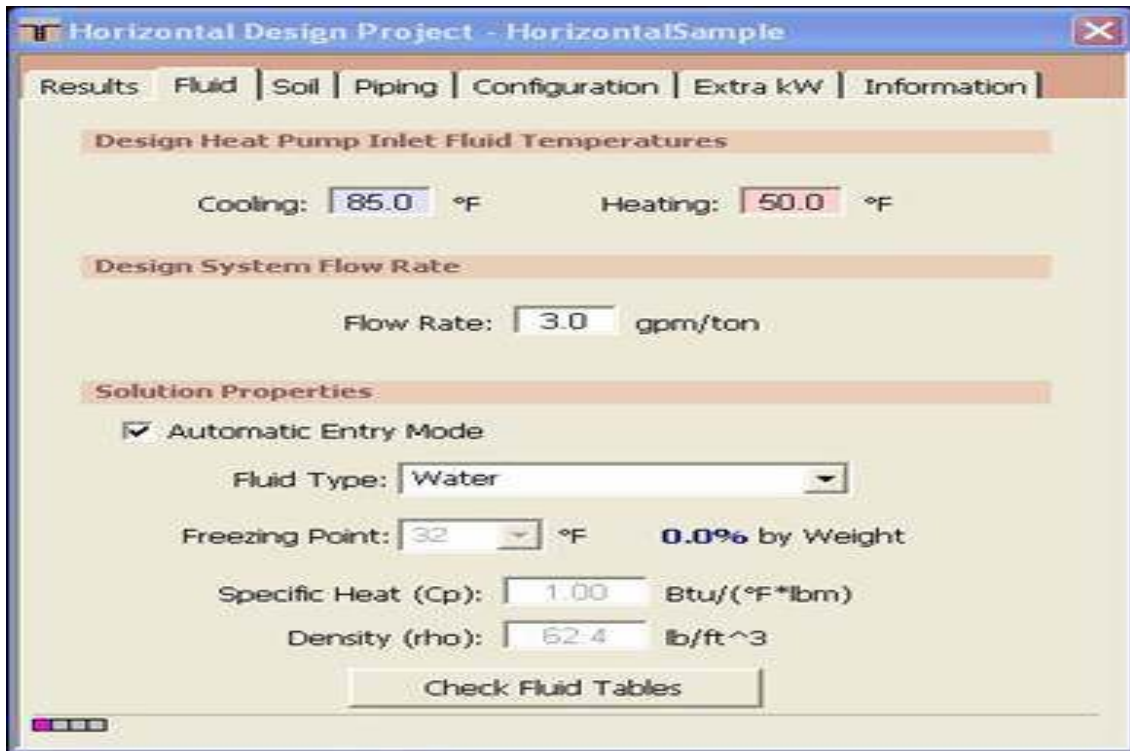 Horizontal Design Project - HorizontalSample
Results Fluid Soil Piping Configuration Extra kW Information
Design Heat Pump Inlet Fluid Temperatures
Cooling: 85.0 °F Heating: 50.0 °F
Design System Flow Rate
Flow Rate: 3.0 gpm/ton
Solution Properties
Automatic Entry Mode
Fluid Type: Water
Freezing Point: 32 °F 0.0% by Weight
Specific Heat (Cp): 1.00 Btu/(°F*lbm)
Density (rho): 62.4 lb/ft^3
Check Fluid Tables